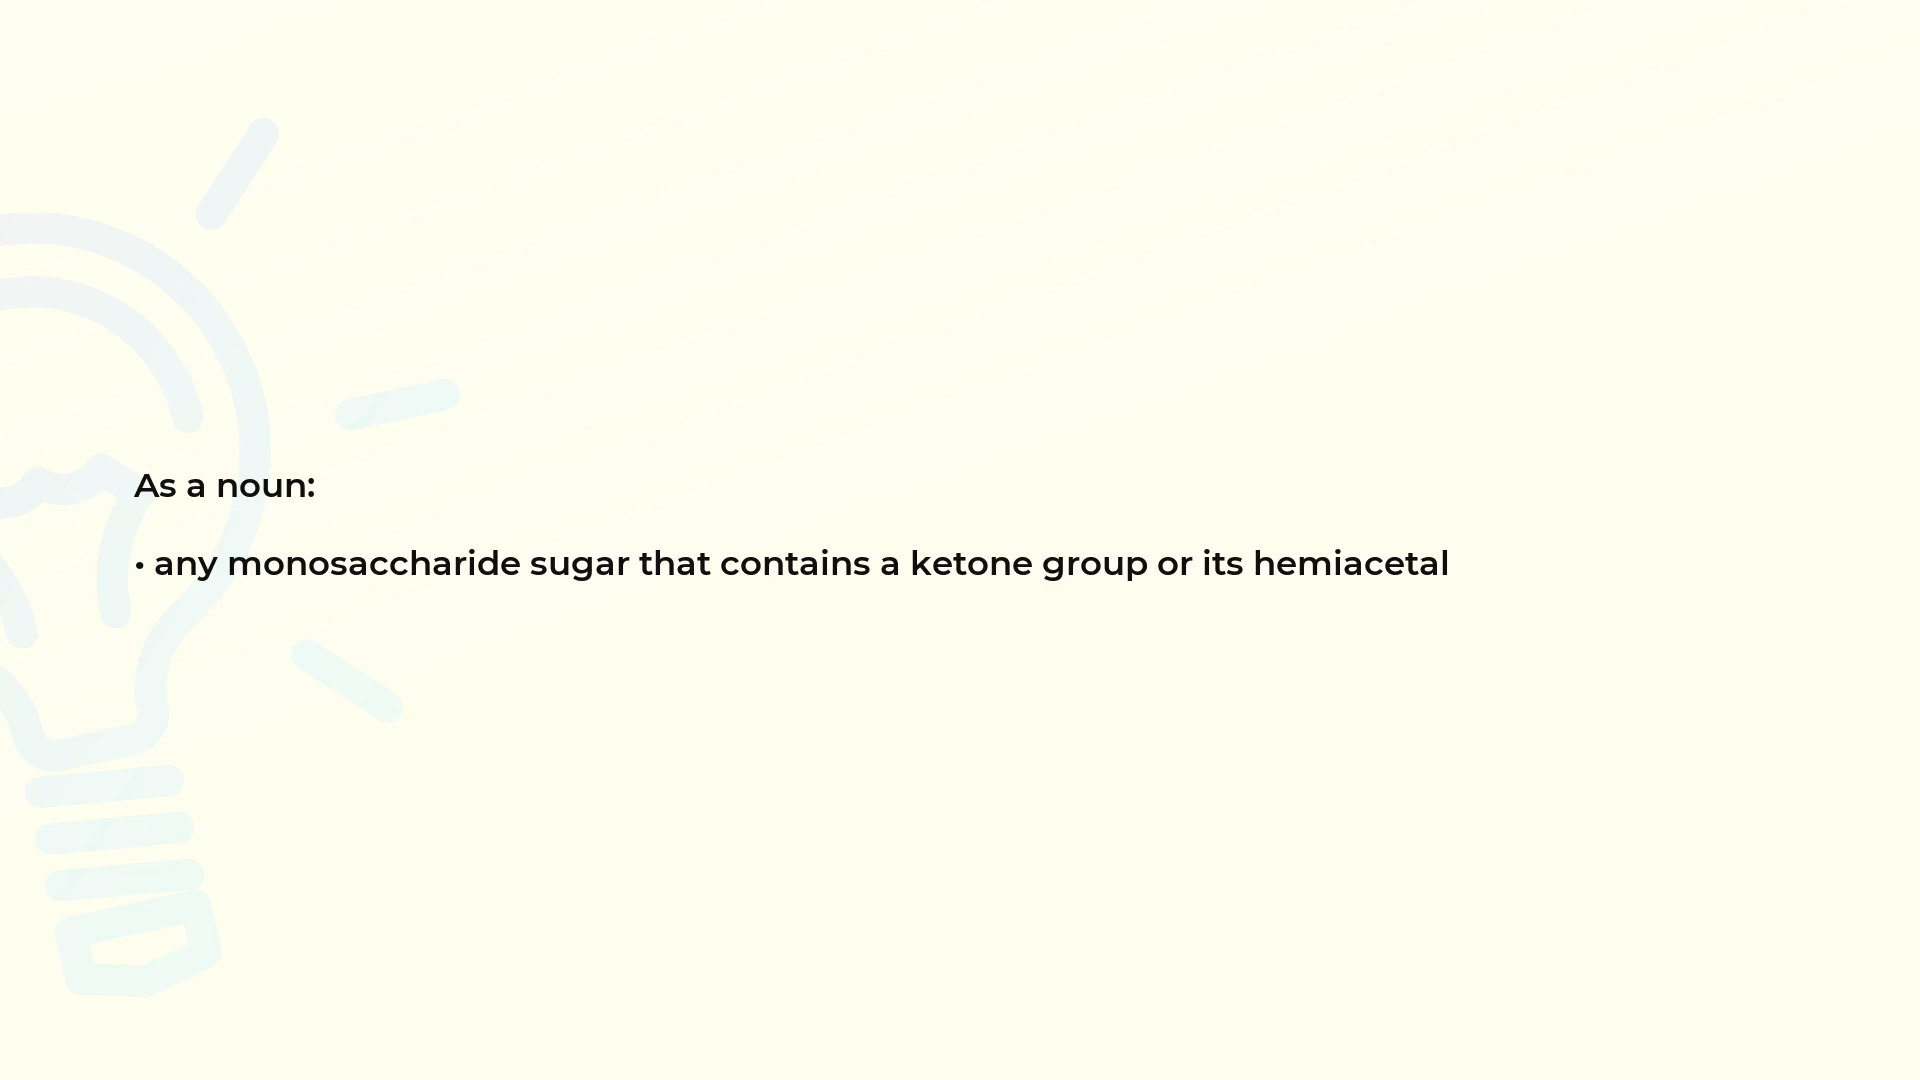 As a noun:
• any monosaccharide sugar that contains a ketone group or its hemiacetal